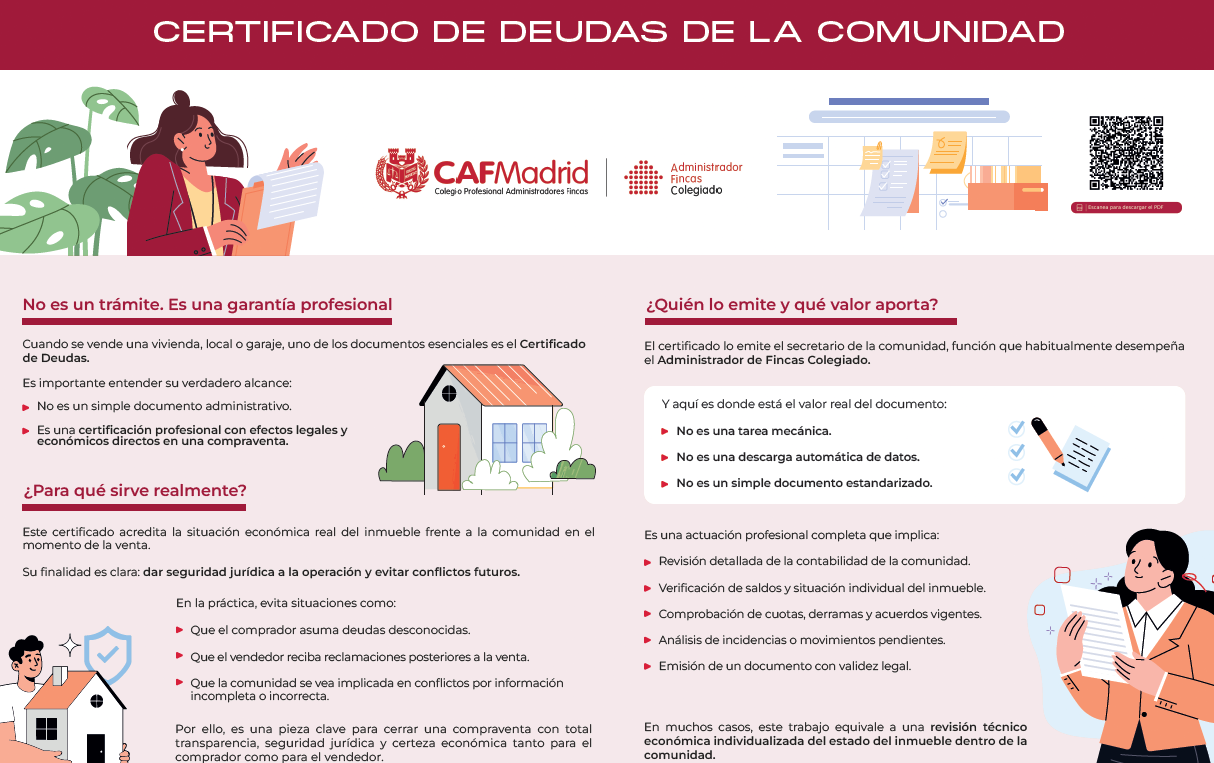 CERTIFICADO DE DEUDAS DE LA COMUNIDAD
CAFMadrid
Colegio Profesional Administradores Fincas
Administrador
Fincas
Colegiado
Escanea para descargar el PDF
No es un trámite. Es una garantía profesional
Cuando se vende una vivienda, local o garaje, uno de los documentos esenciales es el Certificado
de Deudas.
Es importante entender su verdadero alcance:
No es un simple documento administrativo.
Es una certificación profesional con efectos legales y
económicos directos en una compraventa.
¿Para qué sirve realmente?
Este certificado acredita la situación económica real del inmueble frente a la comunidad en el
momento de la venta.
Su finalidad es clara: dar seguridad jurídica a la operación y evitar conflictos futuros.
En la práctica, evita situaciones como:
Que el comprador asuma deudas desconocidas.
Que el vendedor reciba reclamaciones posteriores a la venta.
Que la comunidad se vea implicada en conflictos por información
incompleta o incorrecta.
Por ello, es una pieza clave para cerrar una compraventa con total
transparencia, seguridad jurídica y certeza económica tanto para el
comprador como para el vendedor.
¿Quién lo emite y qué valor aporta?
El certificado lo emite el secretario de la comunidad, función que habitualmente desempeña
el Administrador de Fincas Colegiado.
Y aquí es donde está el valor real del documento:
No es una tarea mecánica.
No es una descarga automática de datos.
No es un simple documento estandarizado.
Es una actuación profesional completa que implica:
Revisión detallada de la contabilidad de la comunidad.
Verificación de saldos y situación individual del inmueble.
Comprobación de cuotas, derramas y acuerdos vigentes.
Análisis de incidencias o movimientos pendientes.
Emisión de un documento con validez legal.
En muchos casos, este trabajo equivale a una revisión técnico
económica individualizada del estado del inmueble dentro de la
comunidad.